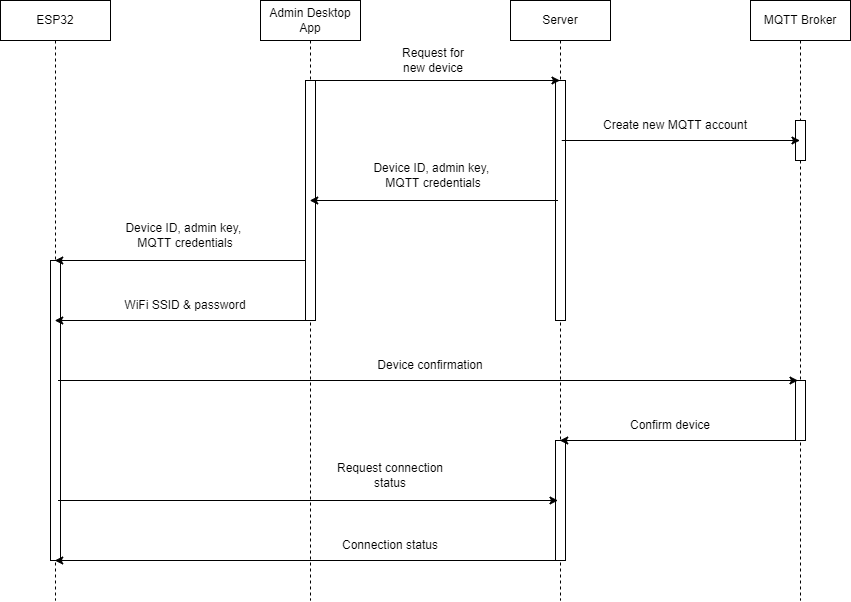 ESP32
Admin Desktop
App
Server
MQTT Broker
Request for
new device
Create new MQTT account
Device ID, admin key,
MQTT credentials
Device ID, admin key,
MQTT credentials
WiFi SSID & password
Device confirmation
Confirm device
Request connection
status
Connection status